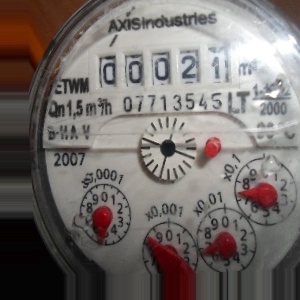 AXISindustries
00021 m³
ETWM
Qn 1,5 m³/h 07713545 LT
2000
B-H A-V
2007
x0,0001
x0,001
x0,01
x0,1